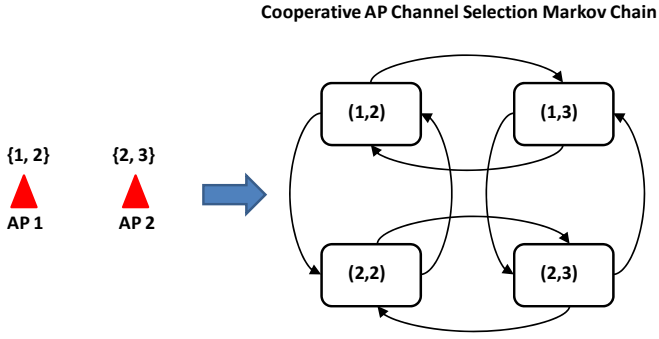 Cooperative AP Channel Selection Markov Chain
(1,2)
(1,3)
{1, 2}
{2, 3}
AP 1
AP 2
(2,2)
(2,3)